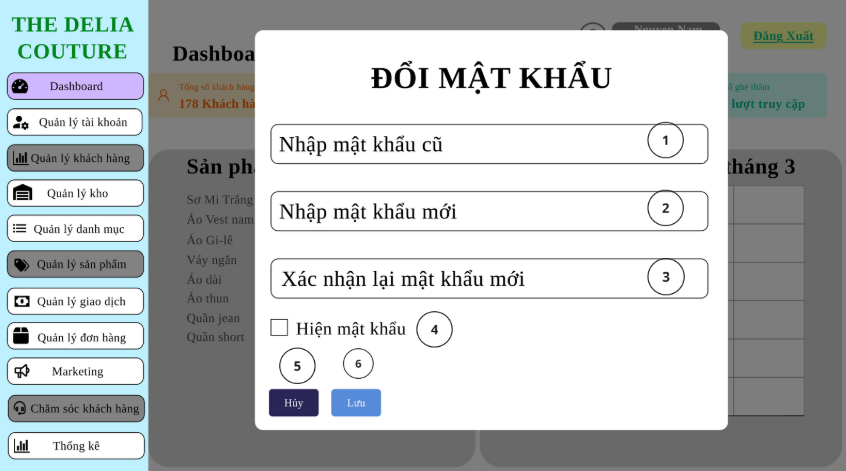 THE DELIA
COUTURE
Dashboard
Quản lý tài khoản
Quản lý khách hàng
Quản lý kho
Quản lý danh mục
Quản lý sản phẩm
Quản lý giao dịch
Quản lý đơn hàng
Marketing
Chăm sóc khách hàng
Thống kê
Dashboa
Nguyen Nam
Đăng Xuất
Tổng số khách hàng
178 Khách hà
ố ghé thăm
lượt truy cập
Sản ph
tháng 3
Sơ Mi Trắng
Áo Vest nam
Áo Gi-lê
Váy ngắn
Áo dài
Áo thun
Quần jean
Quần short
ĐỔI MẬT KHẨU
Nhập mật khẩu cũ 1
Nhập mật khẩu mới 2
Xác nhận lại mật khẩu mới 3
Hiện mật khẩu 4
5 6
Hủy Lưu